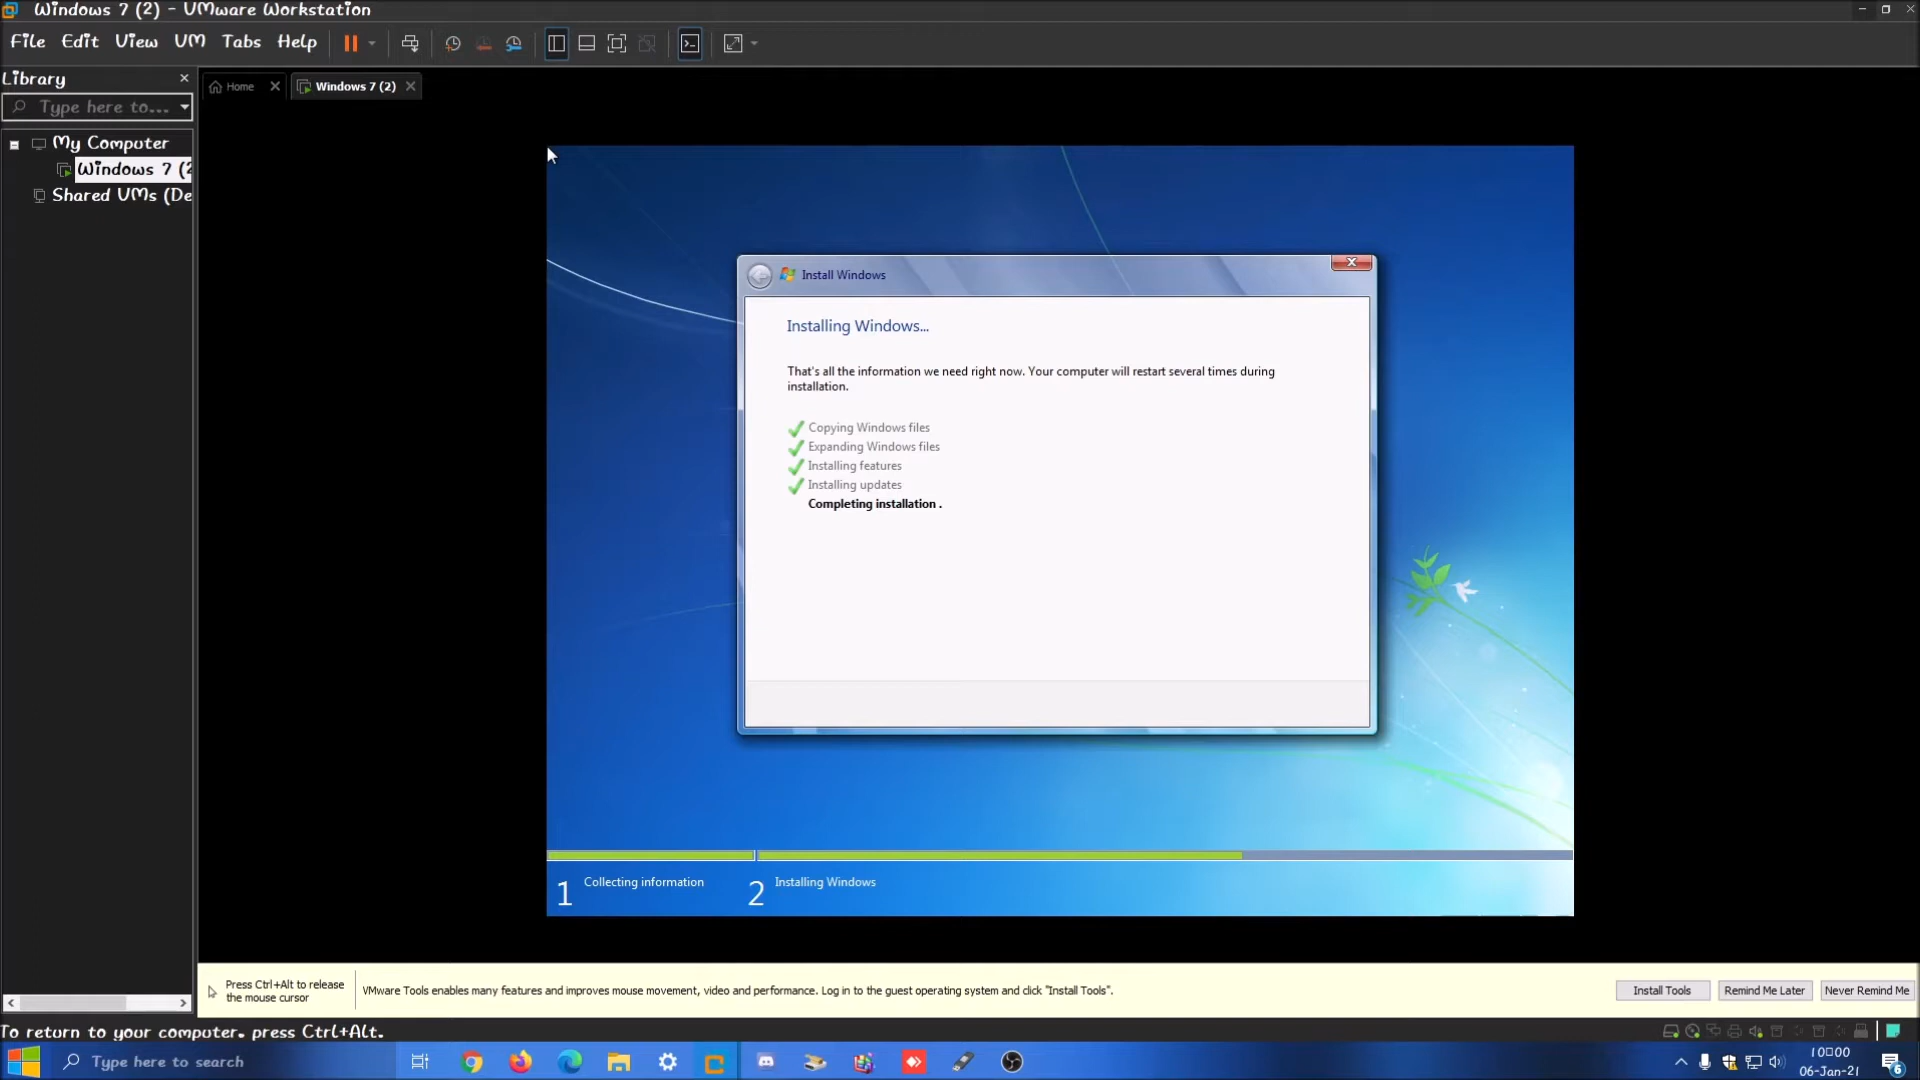 Windows 7 (2) - VMware Workstation
File Edit View VM Tabs Help
Library
Type here to...
Home
Windows 7 (2)
My Computer
Windows 7 (2
Shared VMs (De
Install Windows
Installing Windows...
That's all the information we need right now. Your computer will restart several times during
installation.
Copying Windows files
Expanding Windows files
Installing features
Installing updates
Completing installation .
1 Collecting information
2 Installing Windows
Press Ctrl+Alt to release
the mouse cursor
VMware Tools enables many features and improves mouse movement, video and performance. Log in to the guest operating system and click "Install Tools".
Install Tools
Remind Me Later
Never Remind Me
To return to your computer, press Ctrl+Alt.
Type here to search
10□00
06-Jan-21
6